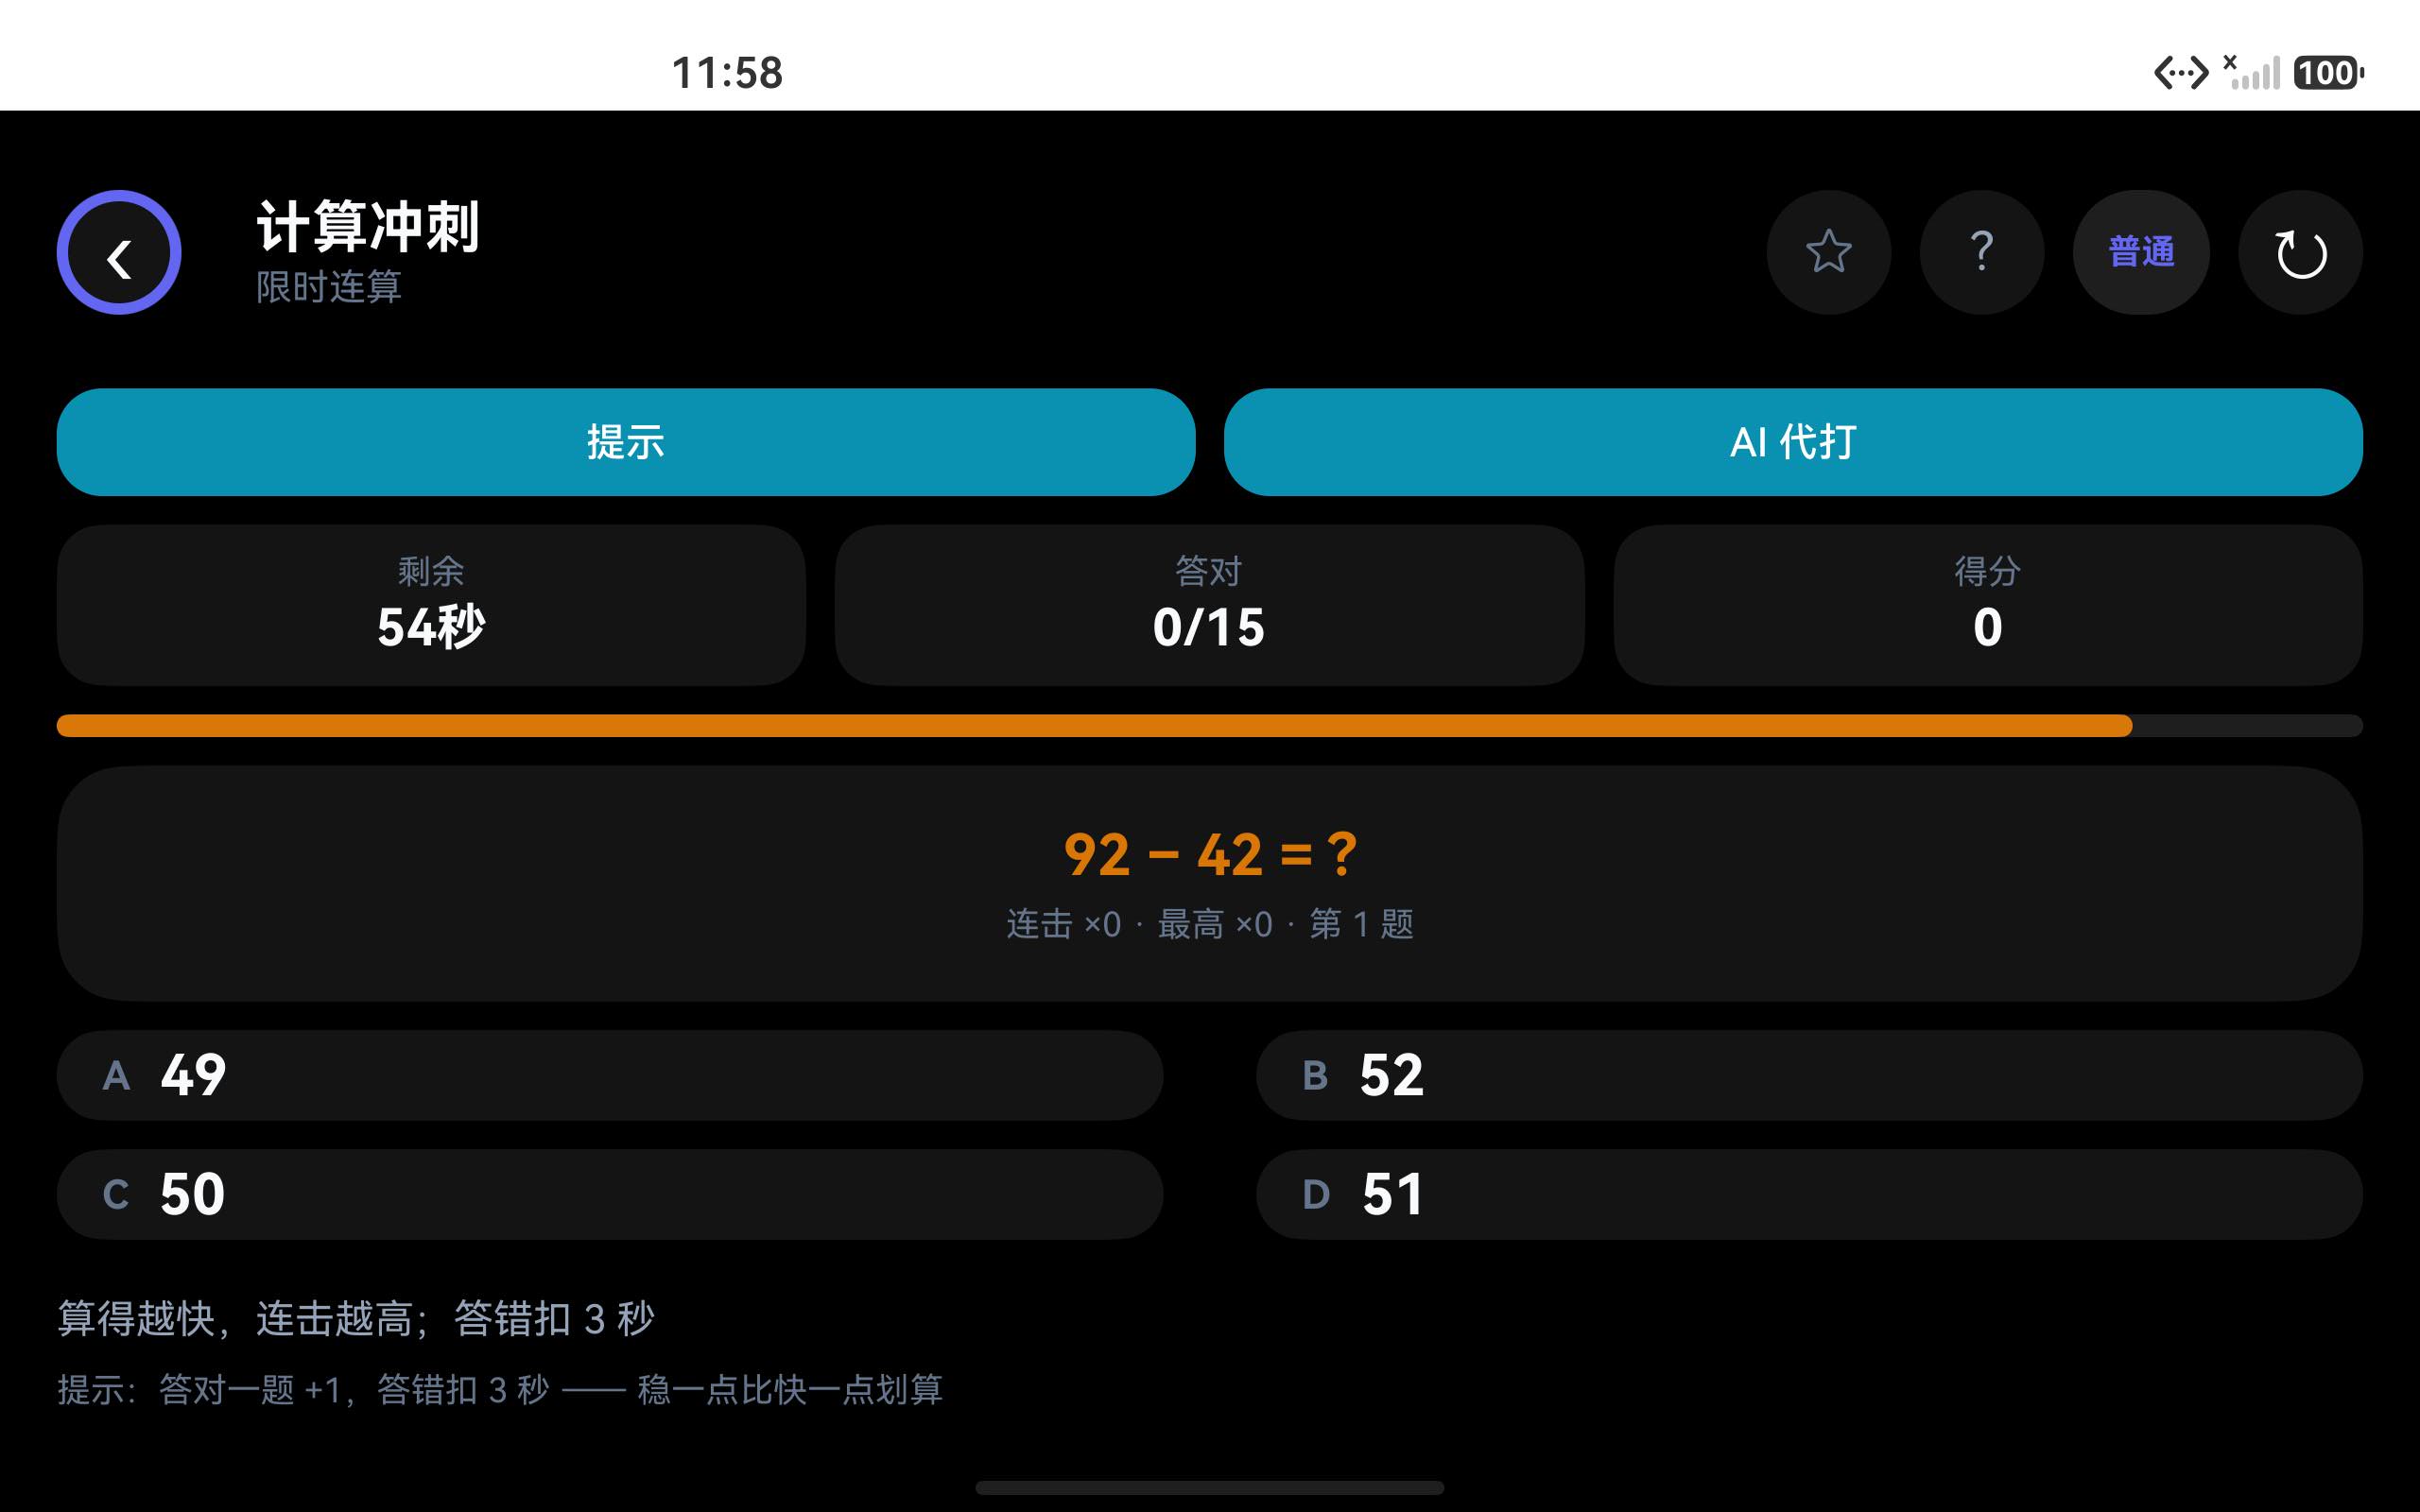 11:58
100
计算冲刺
限时连算
?
普通
提示
AI 代打
剩余
54秒
答对
0/15
得分
0
92 − 42 = ?
连击 ×0 · 最高 ×0 · 第 1 题
A 49
B 52
C 50
D 51
算得越快，连击越高；答错扣 3 秒
提示：答对一题 +1，答错扣 3 秒 —— 稳一点比快一点划算